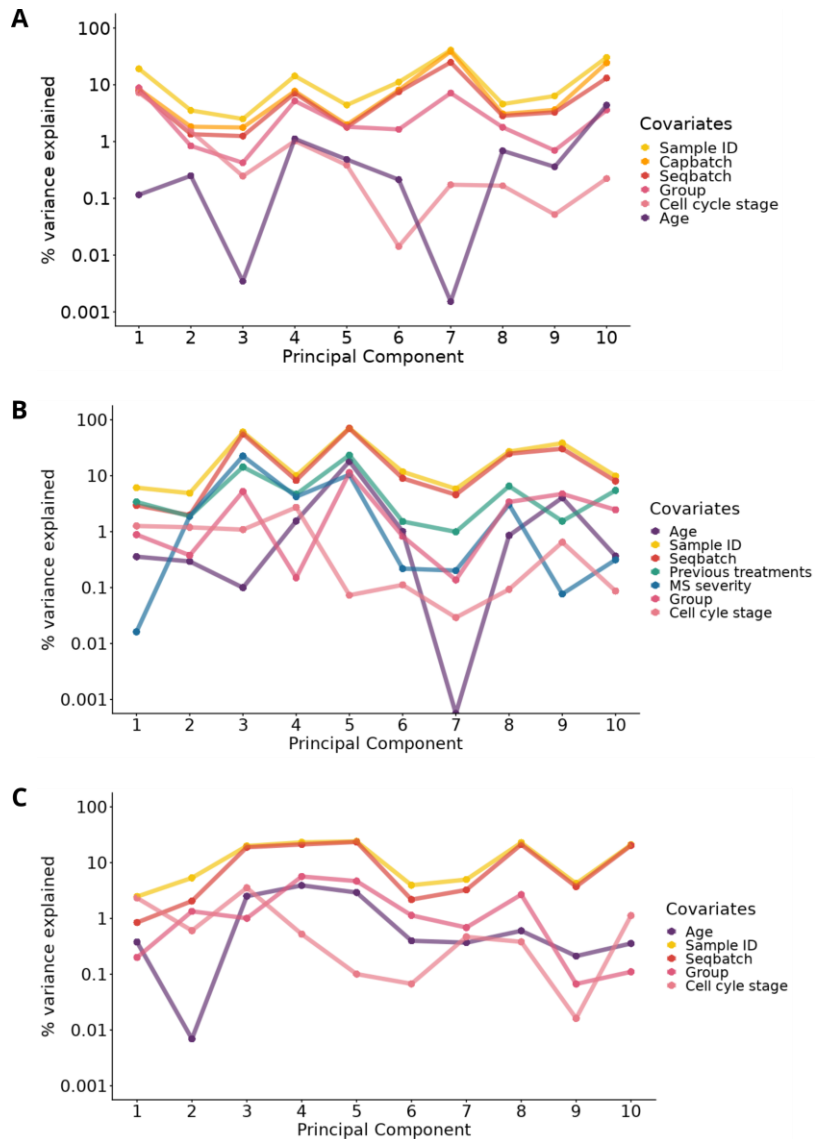 A
% variance explained
100
10
1
0.1
0.01
0.001
1 2 3 4 5 6 7 8 9 10
Principal Component
Covariates
Sample ID
Capbatch
Seqbatch
Group
Cell cycle stage
Age
B
% variance explained
100
10
1
0.1
0.01
0.001
1 2 3 4 5 6 7 8 9 10
Principal Component
Covariates
Age
Sample ID
Seqbatch
Previous treatments
MS severity
Group
Cell cyle stage
C
% variance explained
100
10
1
0.1
0.01
0.001
1 2 3 4 5 6 7 8 9 10
Principal Component
Covariates
Age
Sample ID
Seqbatch
Group
Cell cyle stage